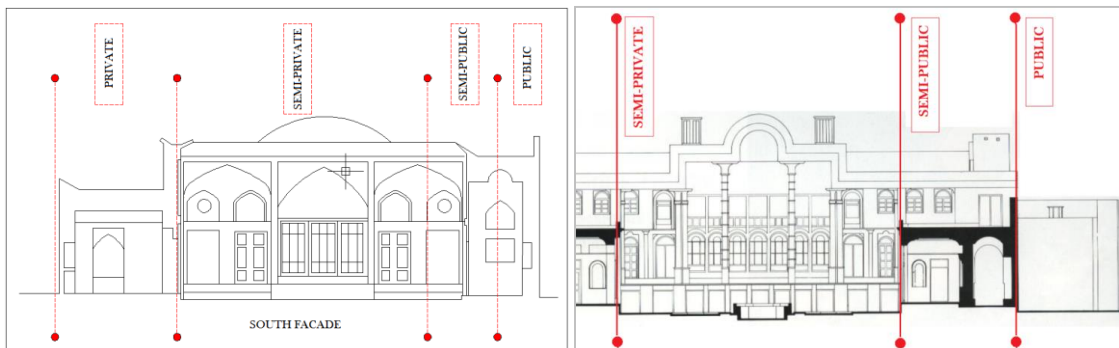 PRIVATE
SEMI-PRIVATE
SEMI-PUBLIC
PUBLIC
SOUTH FACADE
SEMI-PRIVATE
SEMI-PUBLIC
PUBLIC